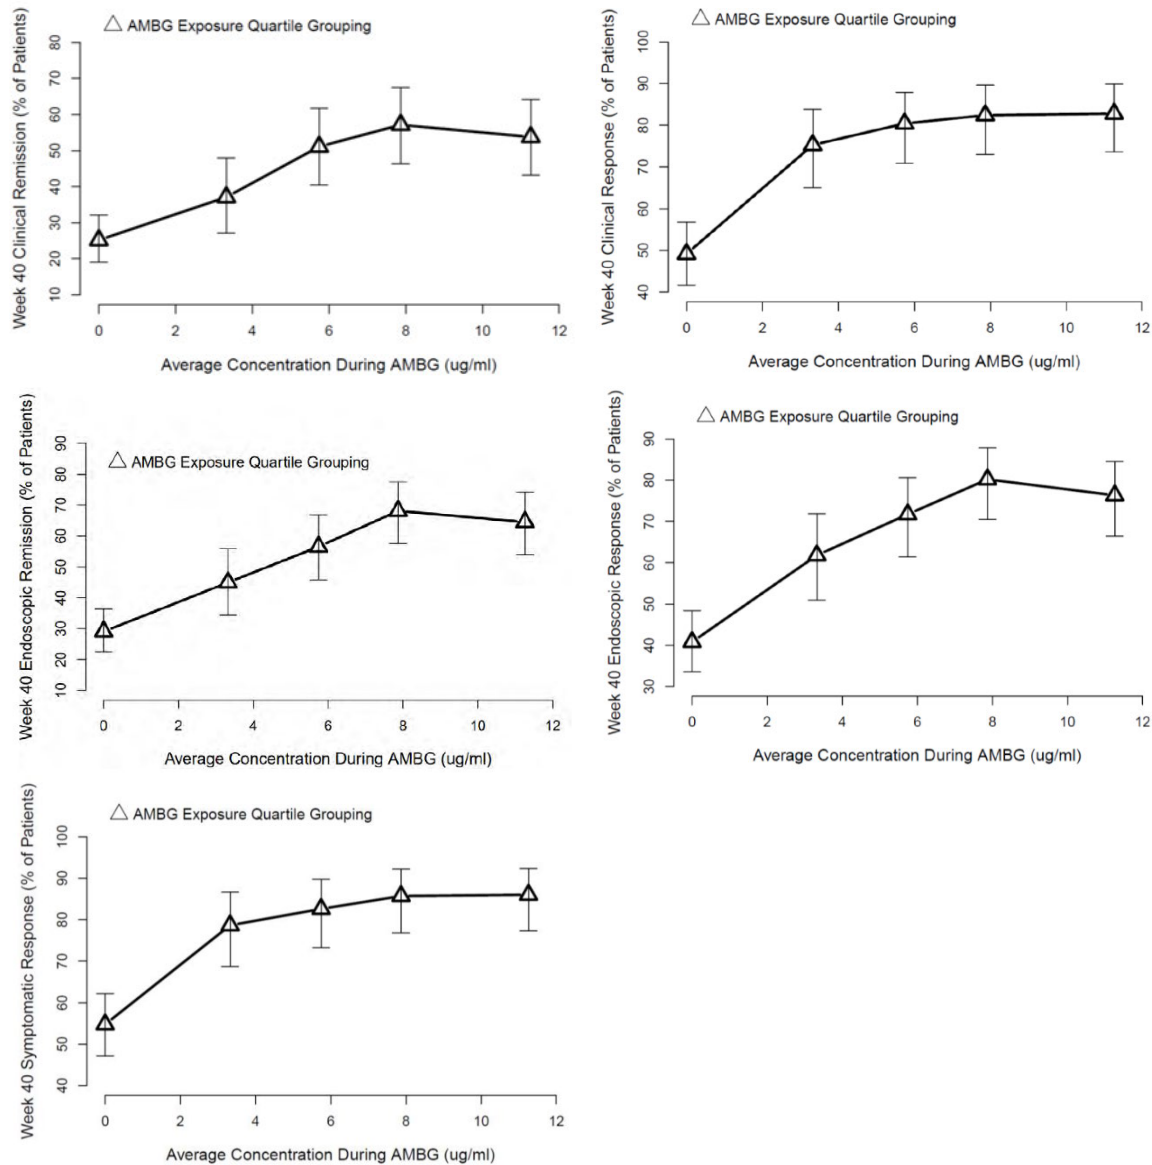 △ AMBG Exposure Quartile Grouping
Week 40 Clinical Remission (% of Patients)
80
70
60
50
40
30
20
10
0 2 4 6 8 10 12
Average Concentration During AMBG (ug/ml)
△ AMBG Exposure Quartile Grouping
Week 40 Clinical Response (% of Patients)
100
90
80
70
60
50
40
0 2 4 6 8 10 12
Average Concentration During AMBG (ug/ml)
△ AMBG Exposure Quartile Grouping
Week 40 Endoscopic Remission (% of Patients)
90
80
70
60
50
40
30
20
10
0 2 4 6 8 10 12
Average Concentration During AMBG (ug/ml)
△ AMBG Exposure Quartile Grouping
Week 40 Endoscopic Response (% of Patients)
90
80
70
60
50
40
30
0 2 4 6 8 10 12
Average Concentration During AMBG (ug/ml)
△ AMBG Exposure Quartile Grouping
Week 40 Symptomatic Response (% of Patients)
100
90
80
70
60
50
40
0 2 4 6 8 10 12
Average Concentration During AMBG (ug/ml)